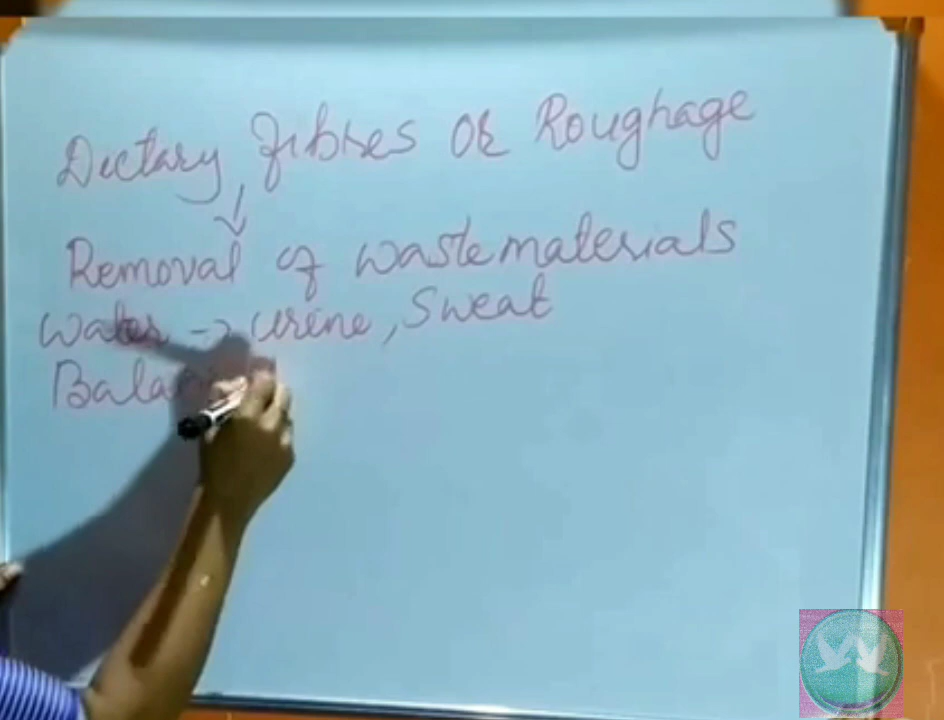 Dietary fibres OR Roughage
Removal of wastematerials
Water → Urine, Sweat